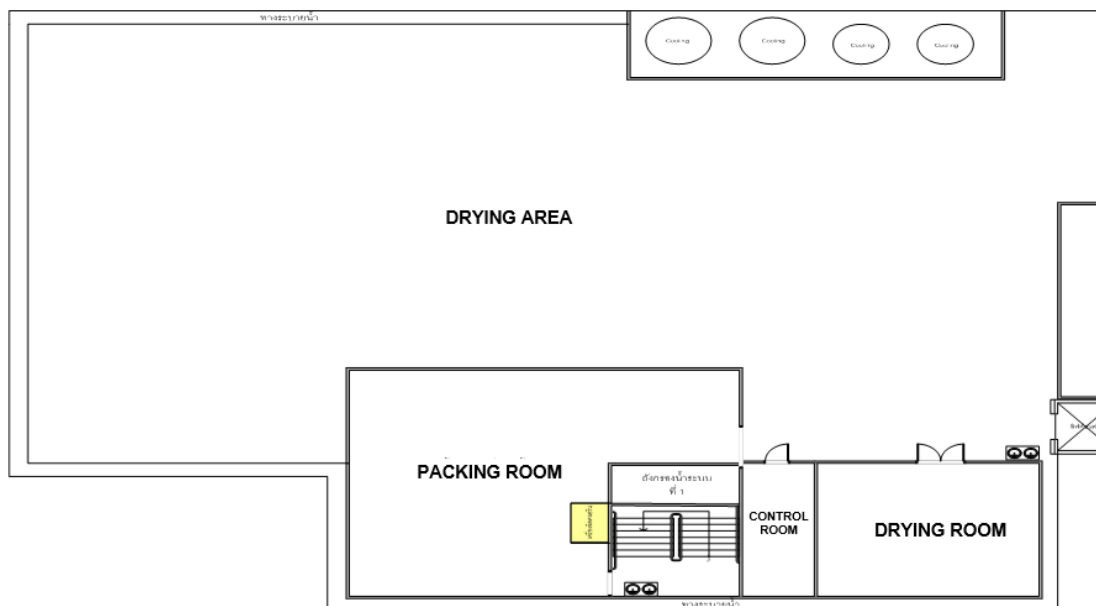 ทางระบายน้ำ
Cooling
Cooling
Cooling
Cooling
DRYING AREA
PACKING ROOM
ถังกรองน้ำระบบ
ที่ 1
CONTROL
ROOM
DRYING ROOM
ทางระบายน้ำ